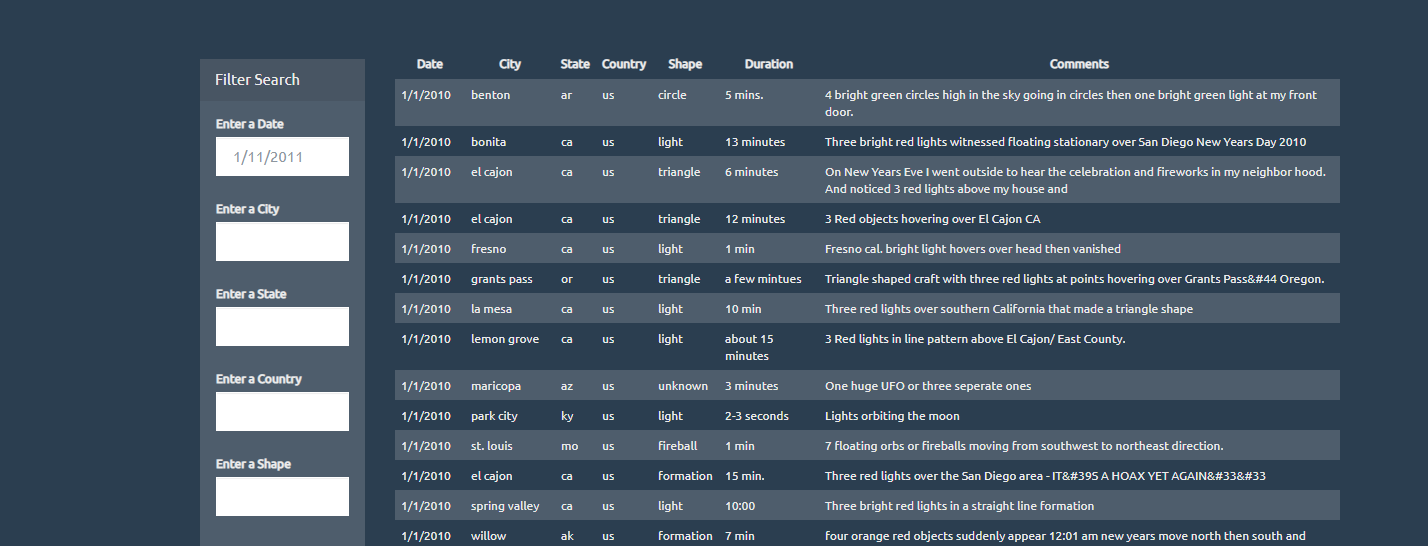 Filter Search
Enter a Date
1/11/2011
Enter a City
Enter a State
Enter a Country
Enter a Shape
Date City State Country Shape Duration Comments
1/1/2010 benton ar us circle 5 mins. 4 bright green circles high in the sky going in circles then one bright green light at my front
door.
1/1/2010 bonita ca us light 13 minutes Three bright red lights witnessed floating stationary over San Diego New Years Day 2010
1/1/2010 el cajon ca us triangle 6 minutes On New Years Eve I went outside to hear the celebration and fireworks in my neighbor hood.
And noticed 3 red lights above my house and
1/1/2010 el cajon ca us triangle 12 minutes 3 Red objects hovering over El Cajon CA
1/1/2010 fresno ca us light 1 min Fresno cal. bright light hovers over head then vanished
1/1/2010 grants pass or us triangle a few mintues Triangle shaped craft with three red lights at points hovering over Grants Pass&#44 Oregon.
1/1/2010 la mesa ca us light 10 min Three red lights over southern California that made a triangle shape
1/1/2010 lemon grove ca us light about 15 3 Red lights in line pattern above El Cajon/ East County.
minutes
1/1/2010 maricopa az us unknown 3 minutes One huge UFO or three seperate ones
1/1/2010 park city ky us light 2-3 seconds Lights orbiting the moon
1/1/2010 st. louis mo us fireball 1 min 7 floating orbs or fireballs moving from southwest to northeast direction.
1/1/2010 el cajon ca us formation 15 min. Three red lights over the San Diego area - IT&#39S A HOAX YET AGAIN&#33&#33
1/1/2010 spring valley ca us light 10:00 Three bright red lights in a straight line formation
1/1/2010 willow ak us formation 7 min four orange red objects suddenly appear 12:01 am new years move north then south and